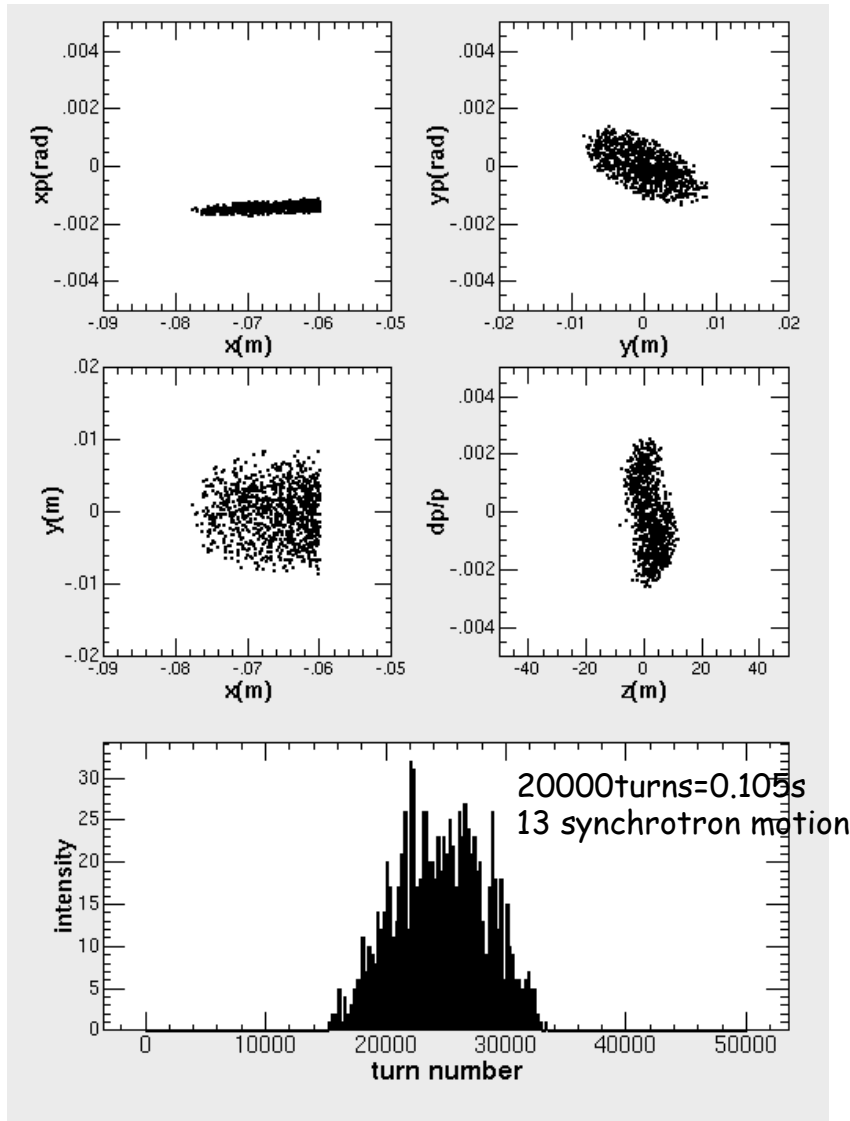 .004
.002
0
-.002
-.004
xp(rad)
-.09 -.08 -.07 -.06 -.05
x(m)
.004
.002
0
-.002
-.004
yp(rad)
-.02 -.01 0 .01 .02
y(m)
.02
.01
0
-.01
-.02
y(m)
-.09 -.08 -.07 -.06 -.05
x(m)
.004
.002
0
-.002
-.004
dp/p
-40 -20 0 20 40
z(m)
20000turns=0.105s
13 synchrotron motion
30
25
20
15
10
5
0
intensity
0 10000 20000 30000 40000 50000
turn number